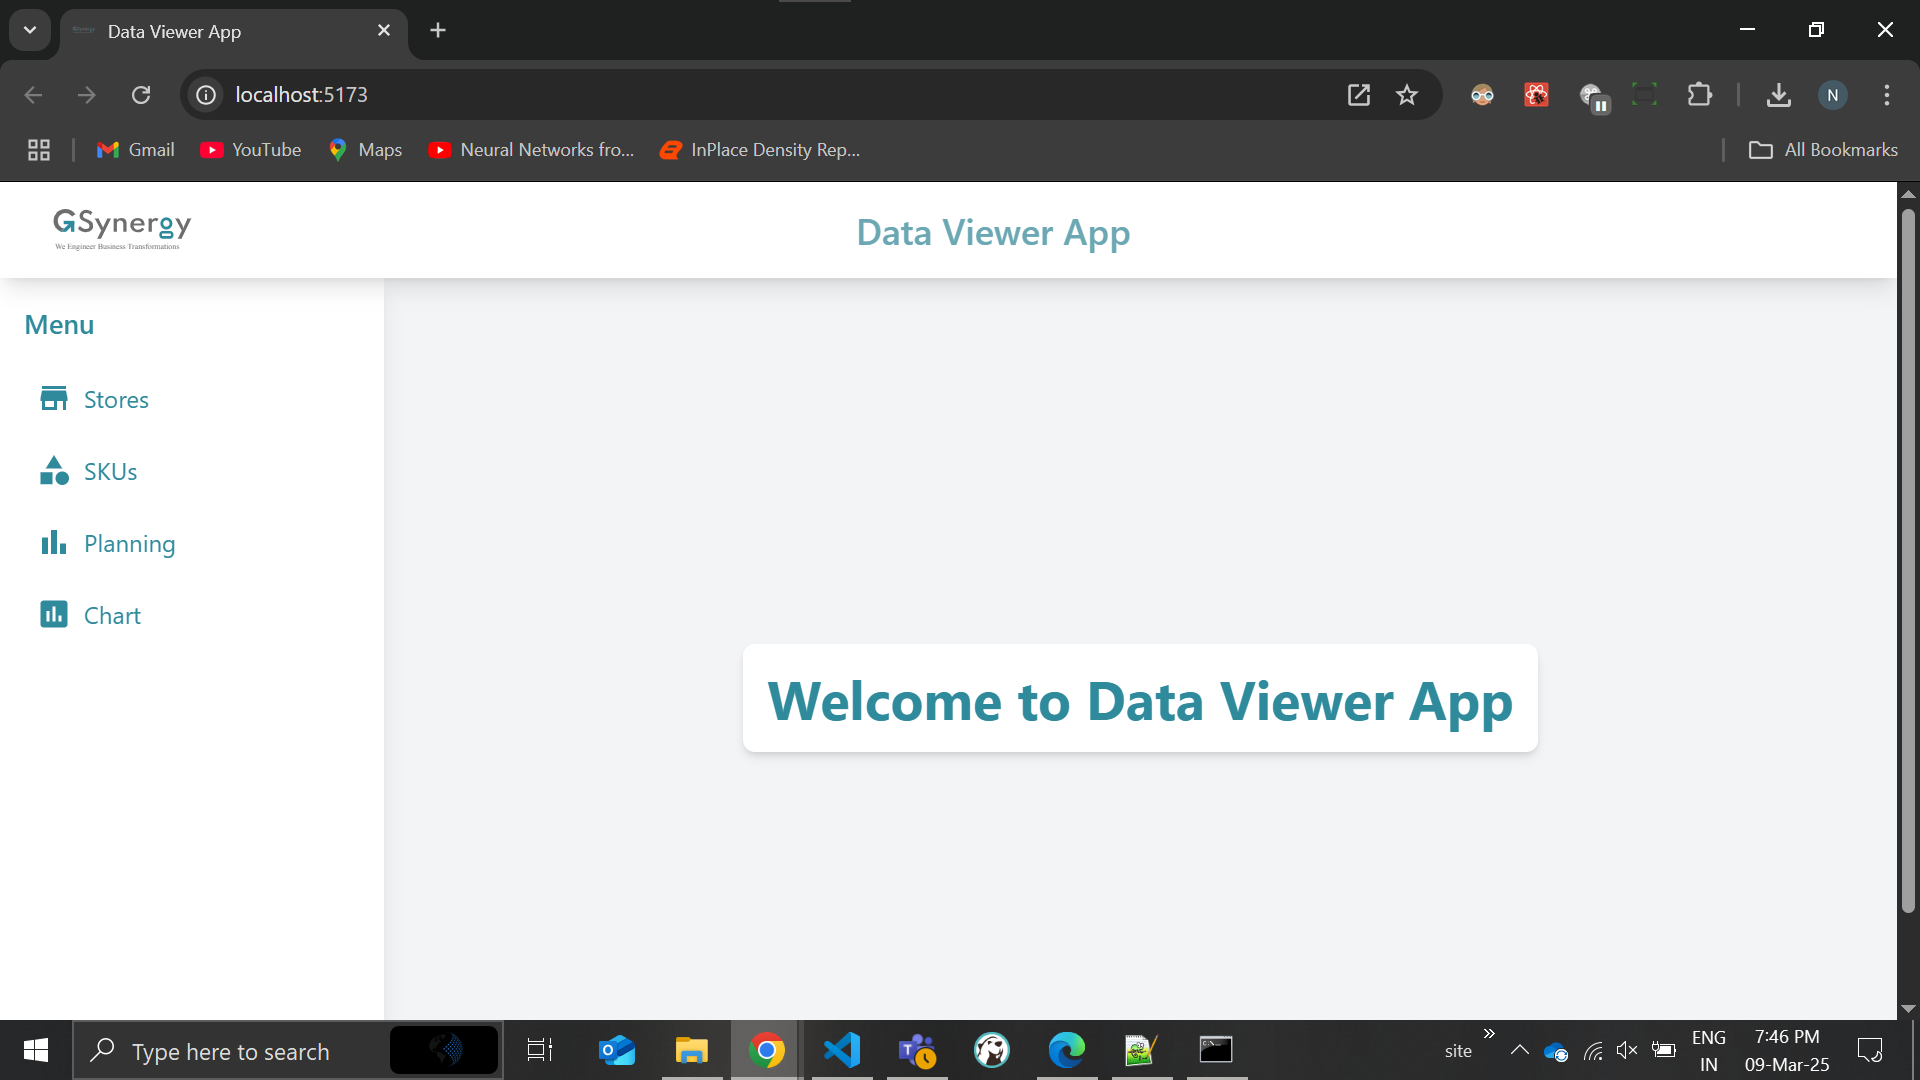 Data Viewer App
localhost:5173
N
Gmail
YouTube
Maps
Neural Networks fro...
InPlace Density Rep...
All Bookmarks
GSynergy
We Engineer Business Transformations
Data Viewer App
Menu
Stores
SKUs
Planning
Chart
Welcome to Data Viewer App
Type here to search
site
ENG
IN
7:46 PM
09-Mar-25